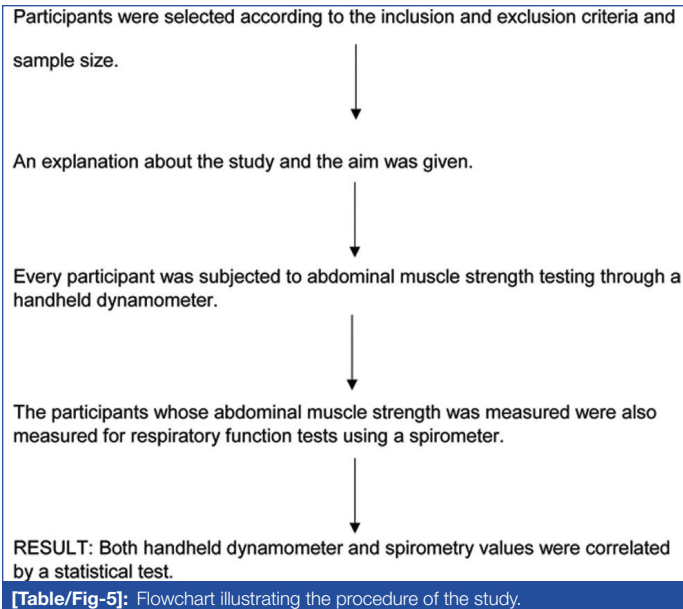 Participants were selected according to the inclusion and exclusion criteria and
sample size.
An explanation about the study and the aim was given.
Every participant was subjected to abdominal muscle strength testing through a
handheld dynamometer.
The participants whose abdominal muscle strength was measured were also
measured for respiratory function tests using a spirometer.
RESULT: Both handheld dynamometer and spirometry values were correlated
by a statistical test.
[Table/Fig-5]: Flowchart illustrating the procedure of the study.